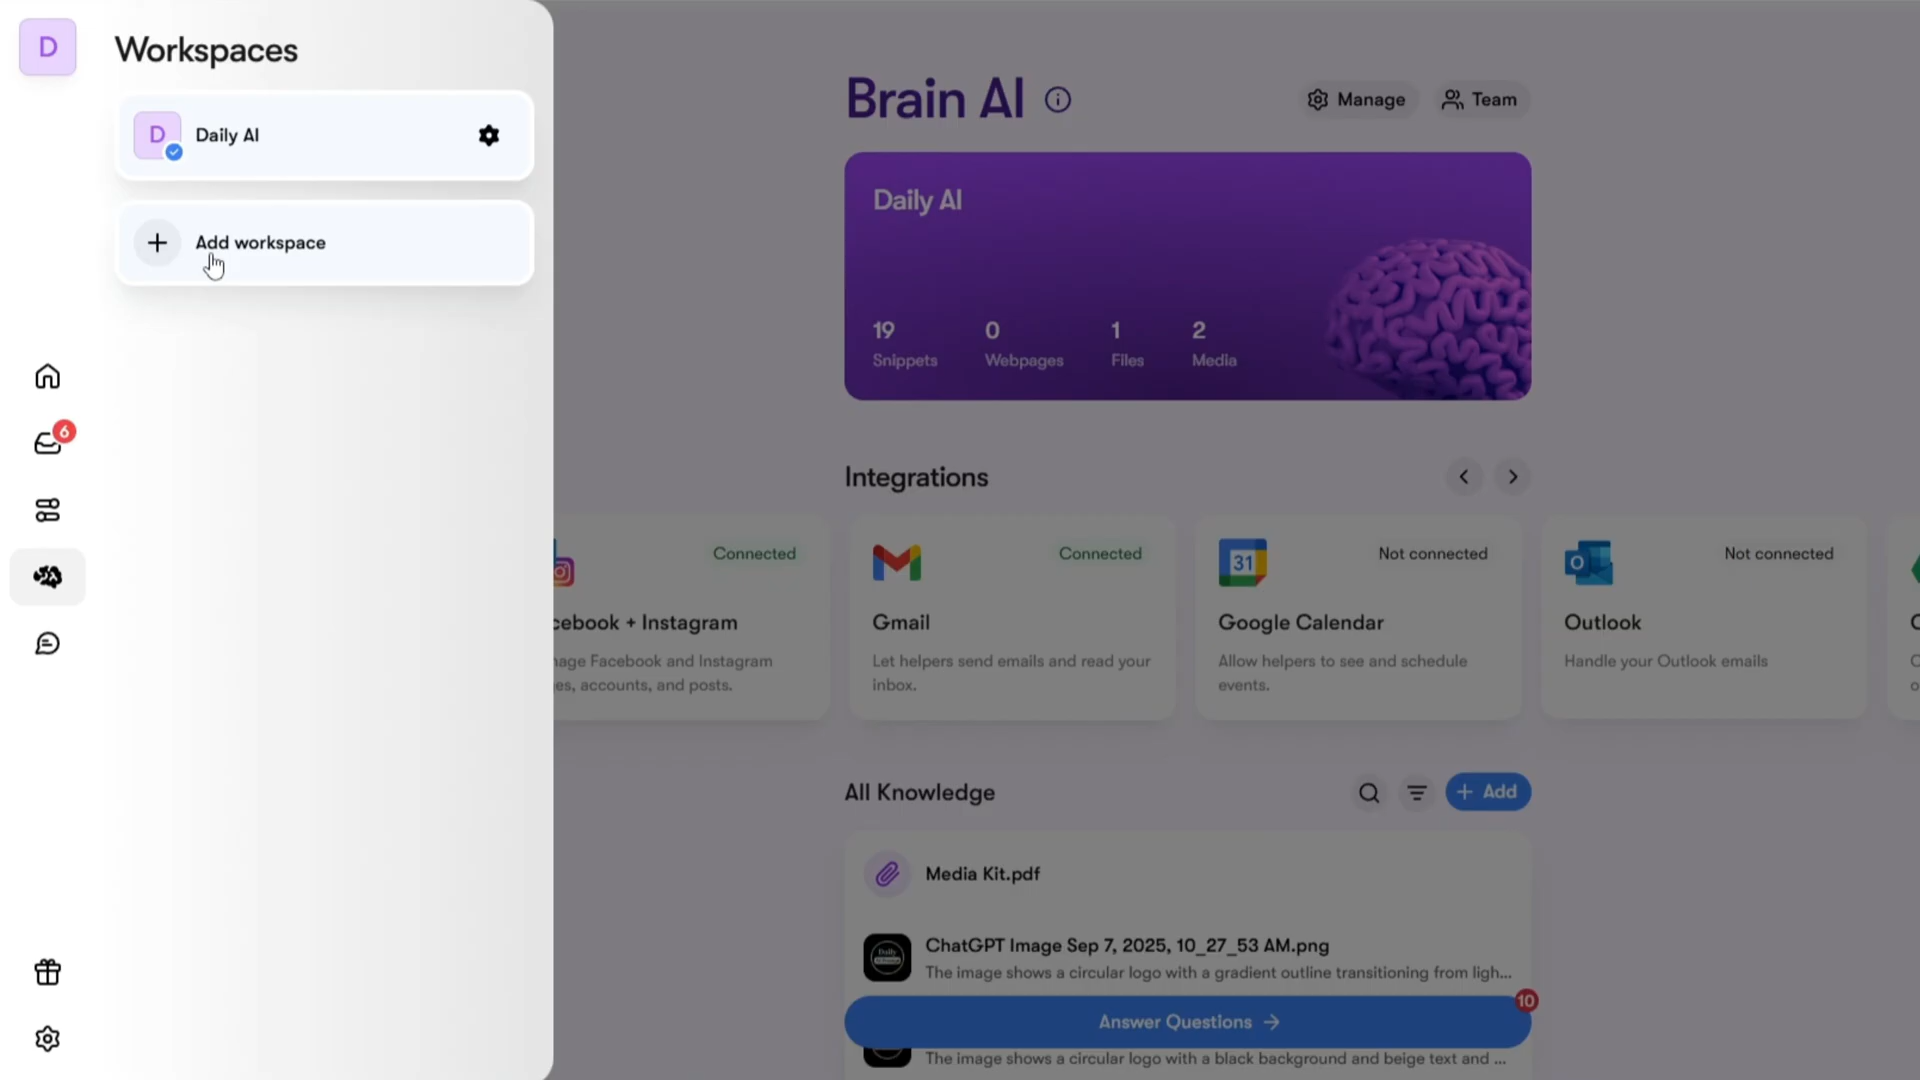 D
Workspaces
D
Daily AI
Add workspace
6
Brain AI
Manage
Team
Daily AI
19
0
1
2
Snippets
Webpages
Files
Media
Integrations
Connected
cebook + Instagram
nage Facebook and Instagram
es, accounts, and posts.
Connected
Gmail
Let helpers send emails and read your
inbox.
31
Not connected
Google Calendar
Allow helpers to see and schedule
events.
O
Not connected
Outlook
Handle your Outlook emails
All Knowledge
+ Add
Media Kit.pdf
ChatGPT Image Sep 7, 2025, 10_27_53 AM.png
The image shows a circular logo with a gradient outline transitioning from ligh...
10
Answer Questions →
The image shows a circular logo with a black background and beige text and ...